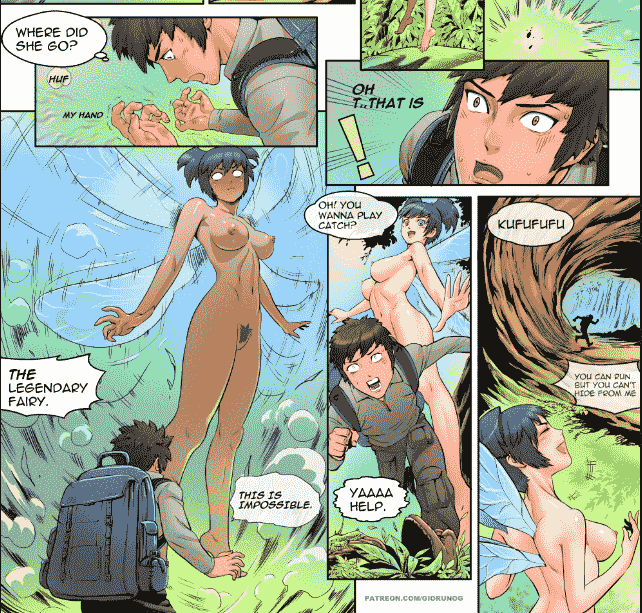 WHERE DID
SHE GO?
HUF
MY HAND
OH
T..THAT IS
!
THE
LEGENDARY
FAIRY.
THIS IS
IMPOSSIBLE.
OH! YOU
WANNA PLAY
CATCH?
YAAAA
HELP.
KUFUFUFU
YOU CAN RUN
BUT YOU CAN'T
HIDE FROM ME
PATREON.COM/GIORUNOG